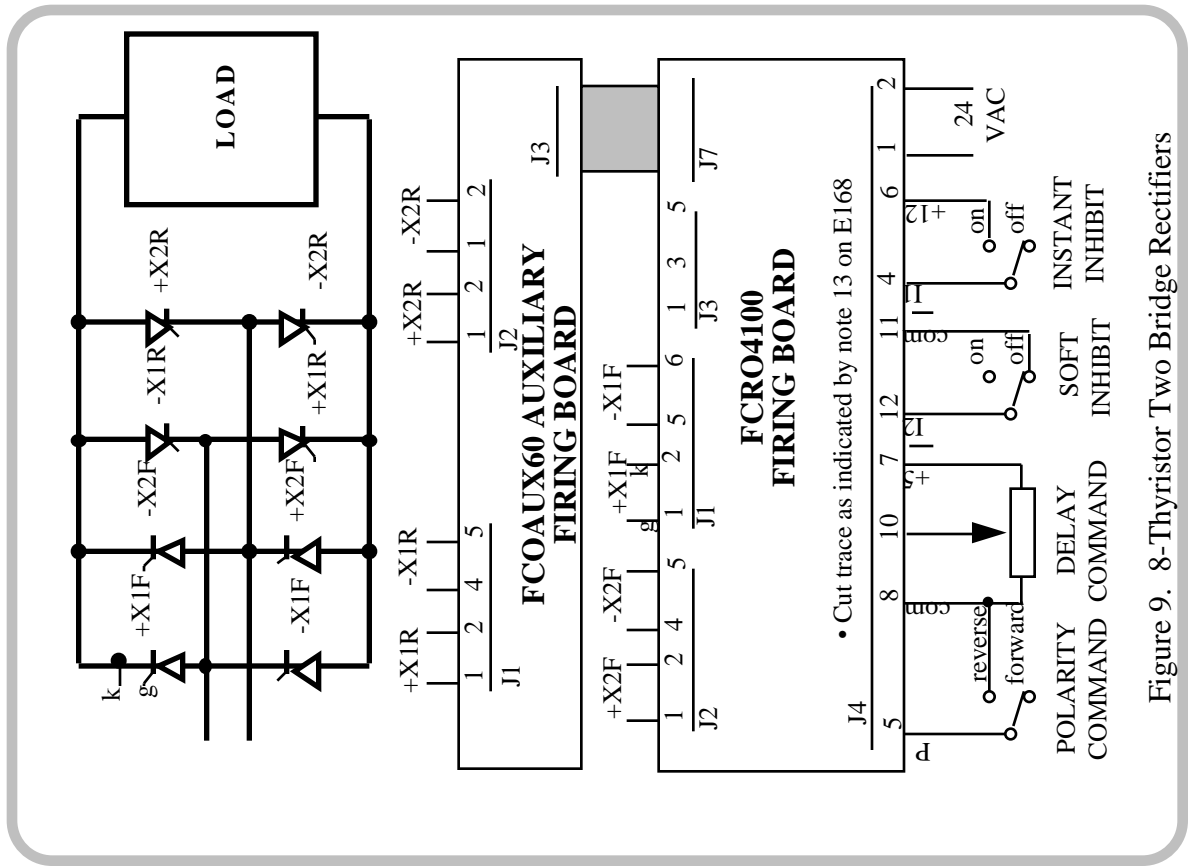 LOAD
+X2R
-X2R
-X1R
+X1R
-X2F
+X2F
+X1F
-X1F
k
g
+X1R
-X1R
+X2R
-X2R
1 2 4 5
J1
1 2 1 2
J2
J3
FCOAUX60 AUXILIARY
FIRING BOARD
+X2F
-X2F
+X1F
-X1F
g
k
1 2 4 5
J2
1 2 5 6
J1
1 3 5
J3
J7
FCRO4100
FIRING BOARD
• Cut trace as indicated by note 13 on E168
J4
5 8 10 7 12 11 4 6 1 2
P
com
+5
I2
com
I1
+12
24
VAC
reverse
forward
on
off
on
off
POLARITY
COMMAND
DELAY
COMMAND
SOFT
INHIBIT
INSTANT
INHIBIT
Figure 9. 8-Thyristor Two Bridge Rectifiers